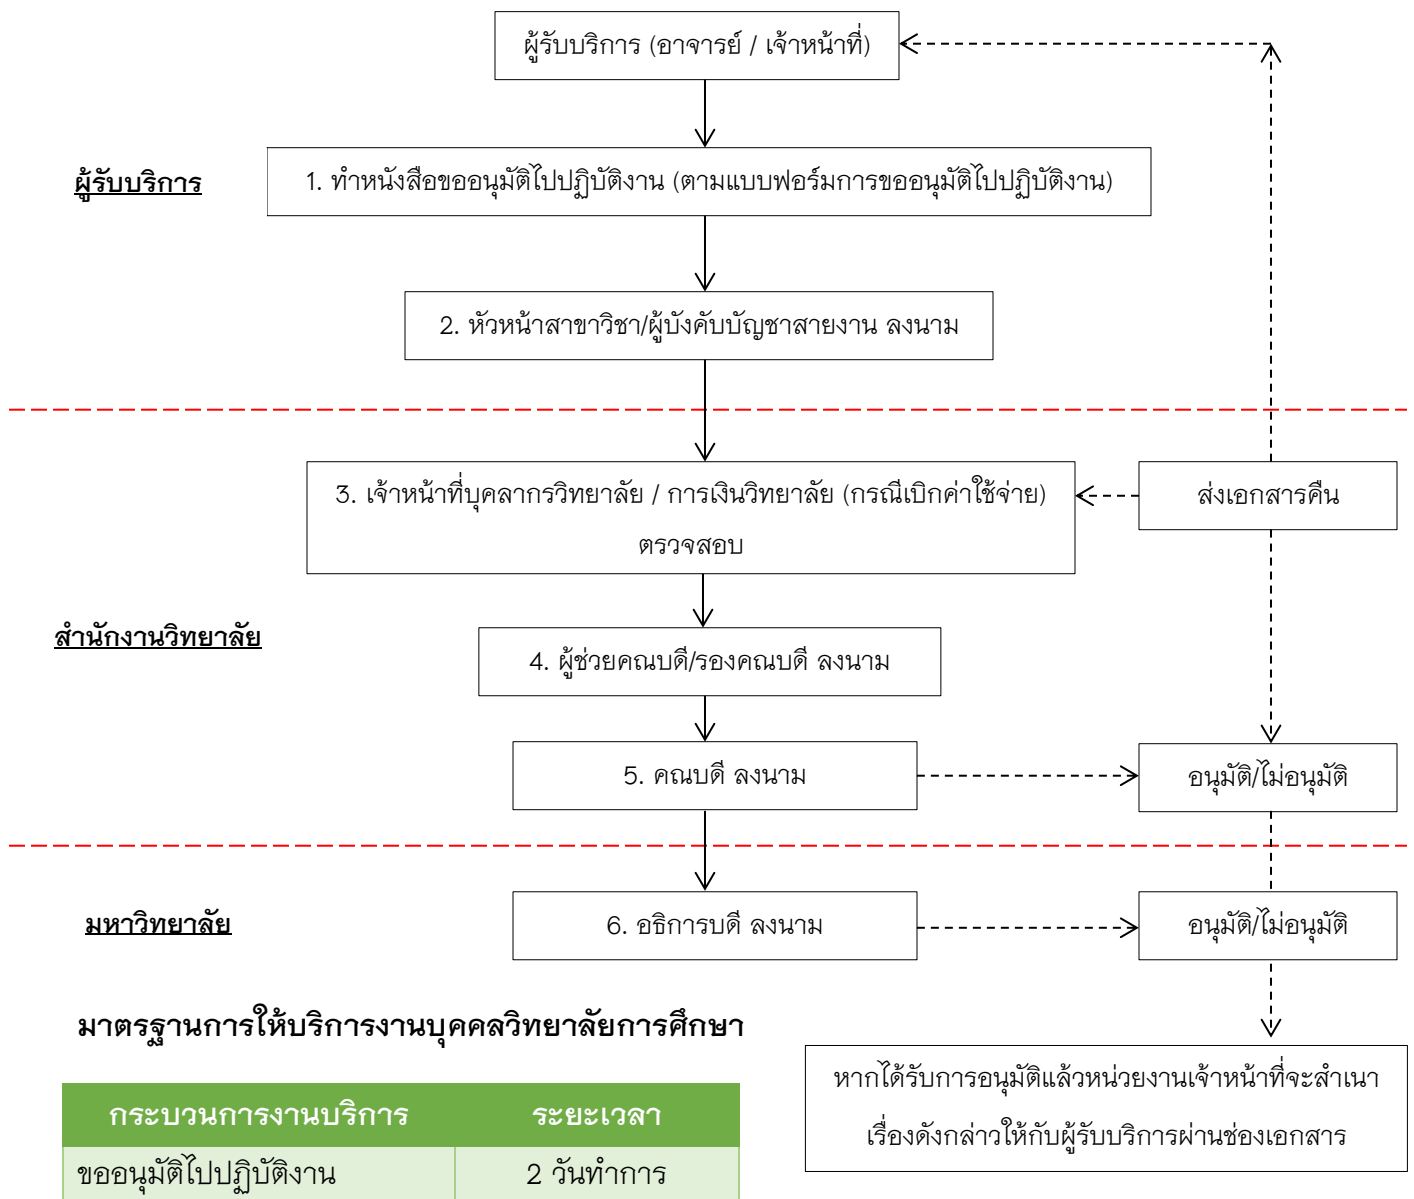 ผู้รับบริการ (อาจารย์ / เจ้าหน้าที่)
ผู้รับบริการ
1. ทำหนังสือขออนุมัติไปปฏิบัติงาน (ตามแบบฟอร์มการขออนุมัติไปปฏิบัติงาน)
2. หัวหน้าสาขาวิชา/ผู้บังคับบัญชาสายงาน ลงนาม
3. เจ้าหน้าที่บุคลากรวิทยาลัย / การเงินวิทยาลัย (กรณีเบิกค่าใช้จ่าย)
ตรวจสอบ
ส่งเอกสารคืน
สำนักงานวิทยาลัย
4. ผู้ช่วยคณบดี/รองคณบดี ลงนาม
5. คณบดี ลงนาม
อนุมัติ/ไม่อนุมัติ
มหาวิทยาลัย
6. อธิการบดี ลงนาม
อนุมัติ/ไม่อนุมัติ
มาตรฐานการให้บริการงานบุคคลวิทยาลัยการศึกษา
หากได้รับการอนุมัติแล้วหน่วยงานเจ้าหน้าที่จะสำเนา
เรื่องดังกล่าวให้กับผู้รับบริการผ่านช่องเอกสาร
กระบวนการงานบริการ ระยะเวลา
ขออนุมัติไปปฏิบัติงาน 2 วันทำการ